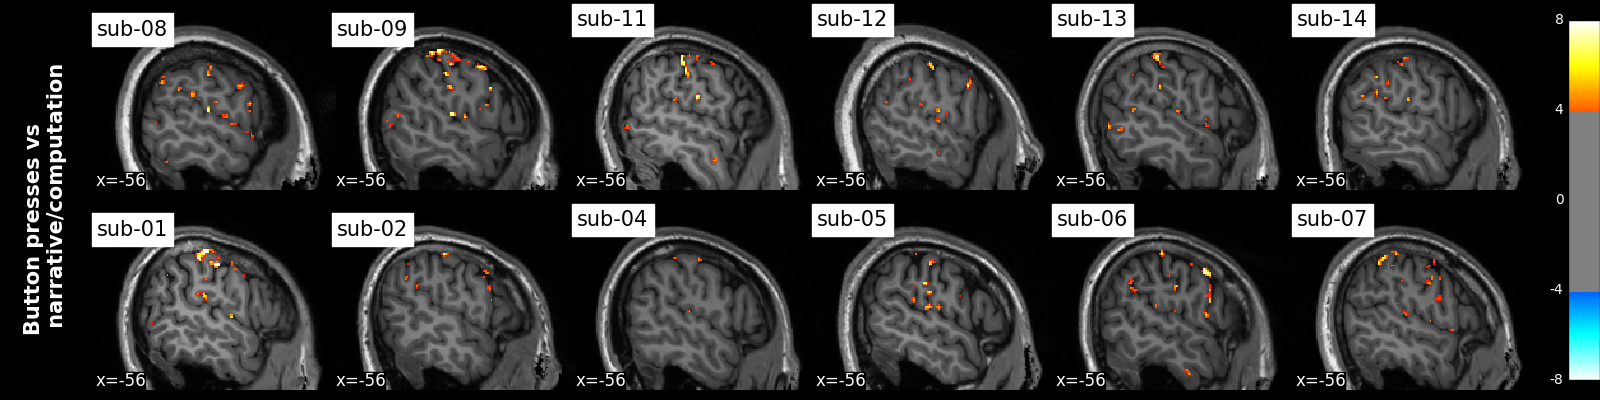 Button presses vs
narrative/computation
sub-08
sub-09
sub-11
sub-12
sub-13
sub-14
x=-56
x=-56
x=-56
x=-56
x=-56
x=-56
sub-01
sub-02
sub-04
sub-05
sub-06
sub-07
x=-56
x=-56
x=-56
x=-56
x=-56
x=-56
8
4
0
-4
-8